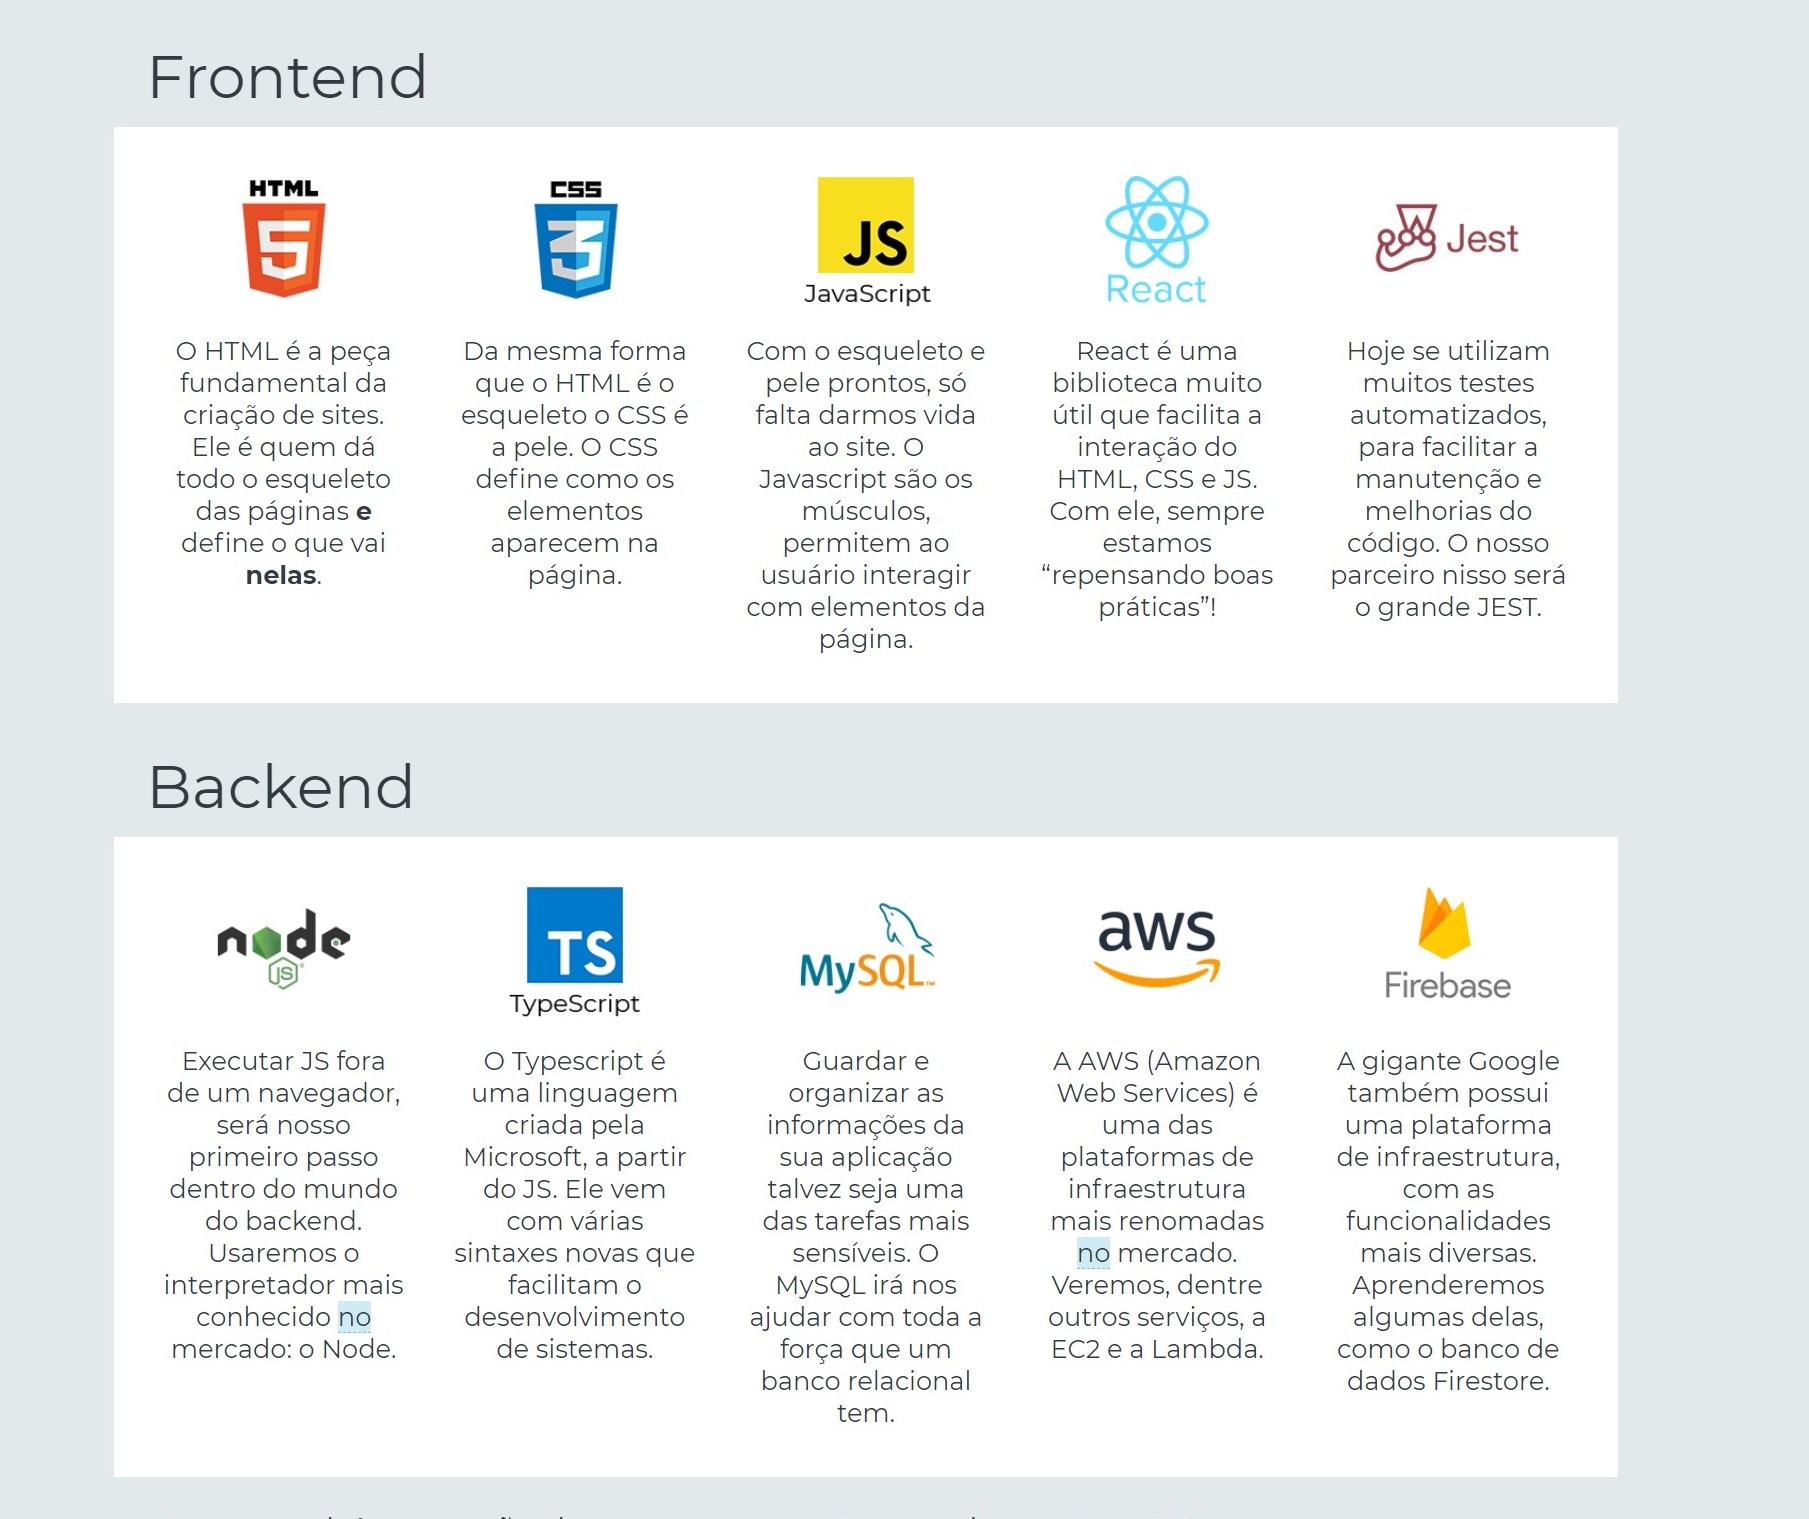 Frontend
HTML
5
CSS
3
JS
JavaScript
React
Jest
O HTML é a peça
fundamental da
criação de sites.
Ele é quem dá
todo o esqueleto
das páginas e
define o que vai
nelas.
Da mesma forma
que o HTML é o
esqueleto o CSS é
a pele. O CSS
define como os
elementos
aparecem na
página.
Com o esqueleto e
pele prontos, só
falta darmos vida
ao site. O
Javascript são os
músculos,
permitem ao
usuário interagir
com elementos da
página.
React é uma
biblioteca muito
útil que facilita a
interação do
HTML, CSS e JS.
Com ele, sempre
estamos
“repensando boas
práticas”!
Hoje se utilizam
muitos testes
automatizados,
para facilitar a
manutenção e
melhorias do
código. O nosso
parceiro nisso será
o grande JEST.
Backend
node
JS
TS
TypeScript
MySQL™
aws
Firebase
Executar JS fora
de um navegador,
será nosso
primeiro passo
dentro do mundo
do backend.
Usaremos o
interpretador mais
conhecido no
mercado: o Node.
O Typescript é
uma linguagem
criada pela
Microsoft, a partir
do JS. Ele vem
com várias
sintaxes novas que
facilitam o
desenvolvimento
de sistemas.
Guardar e
organizar as
informações da
sua aplicação
talvez seja uma
das tarefas mais
sensíveis. O
MySQL irá nos
ajudar com toda a
força que um
banco relacional
tem.
A AWS (Amazon
Web Services) é
uma das
plataformas de
infraestrutura
mais renomadas
no mercado.
Veremos, dentre
outros serviços, a
EC2 e a Lambda.
A gigante Google
também possui
uma plataforma
de infraestrutura,
com as
funcionalidades
mais diversas.
Aprenderemos
algumas delas,
como o banco de
dados Firestore.